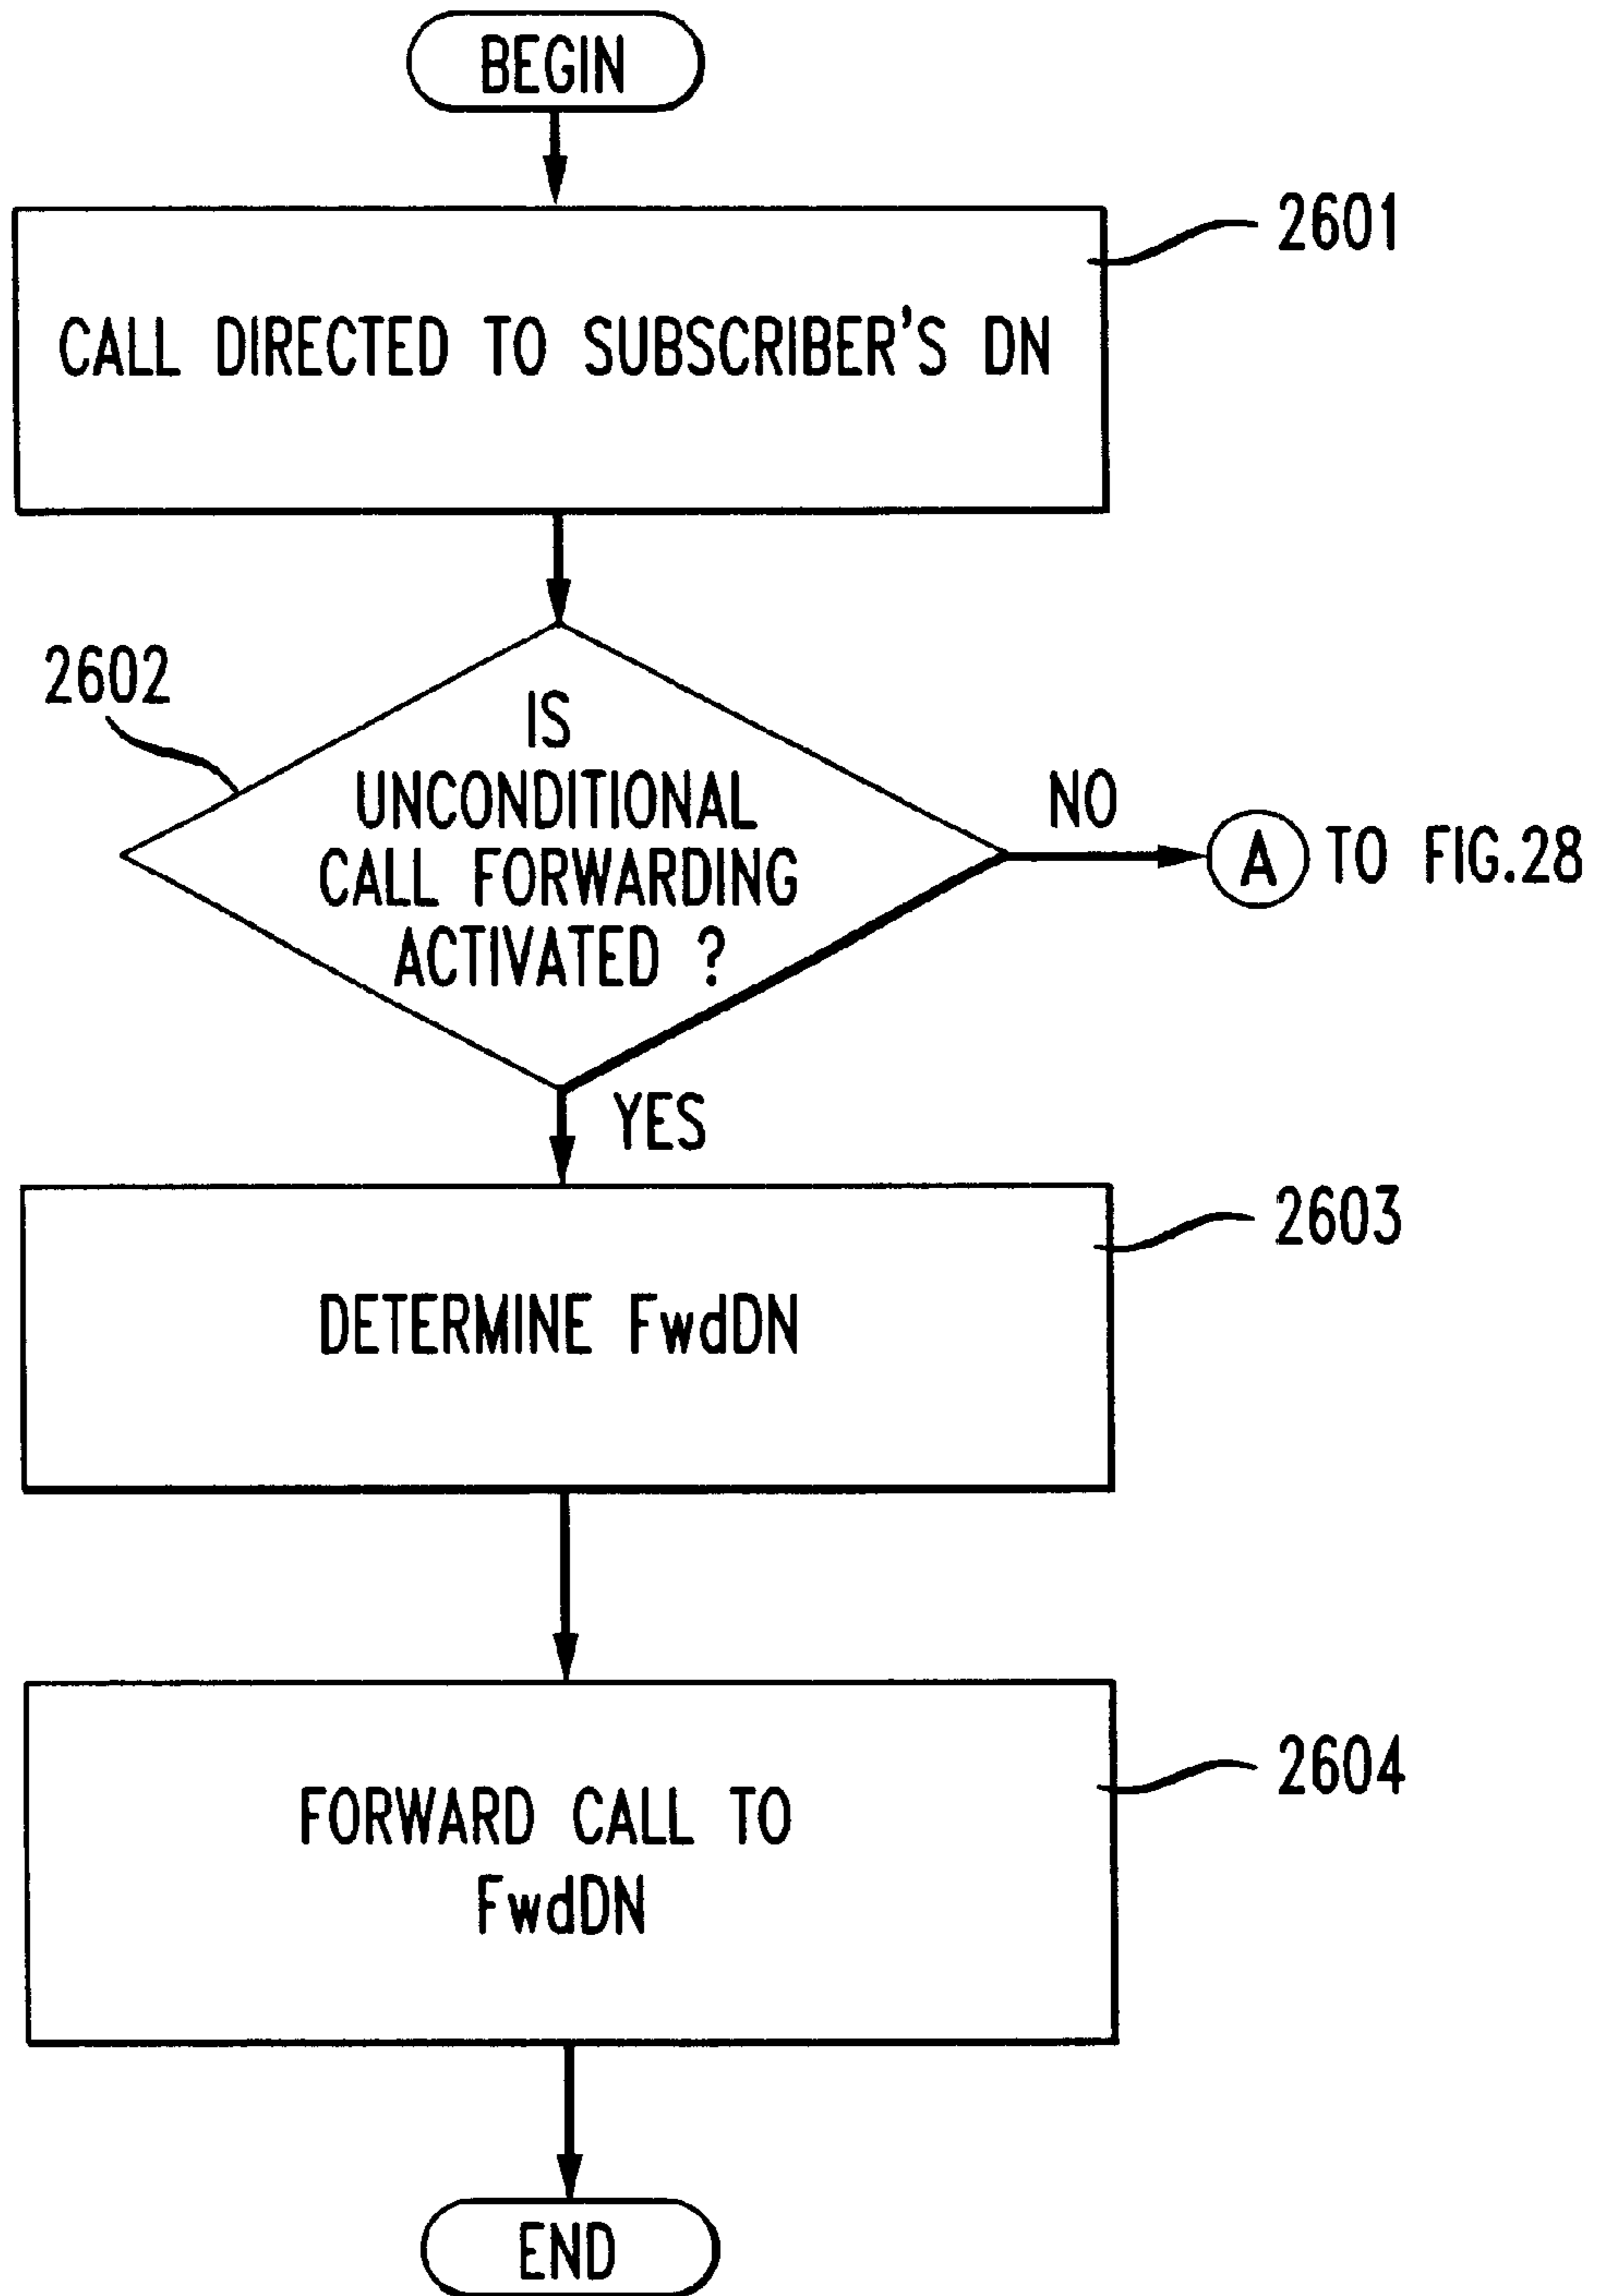 BEGIN
2601
CALL DIRECTED TO SUBSCRIBER'S DN
2602
IS
UNCONDITIONAL
CALL FORWARDING
ACTIVATED ?
NO
A TO FIG.28
YES
2603
DETERMINE FwdDN
2604
FORWARD CALL TO
FwdDN
END